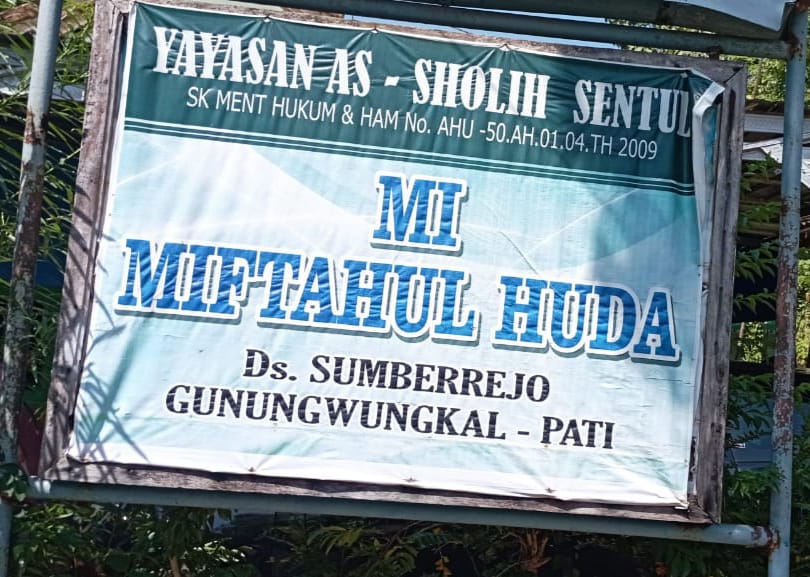 YAYASAN AS - SHOLIH SENTUL
SK MENT HUKUM & HAM No. AHU -50.AH.01.04.TH 2009
MI
MIFTAHUL HUDA
Ds. SUMBERREJO
GUNUNGWUNGKAL - PATI